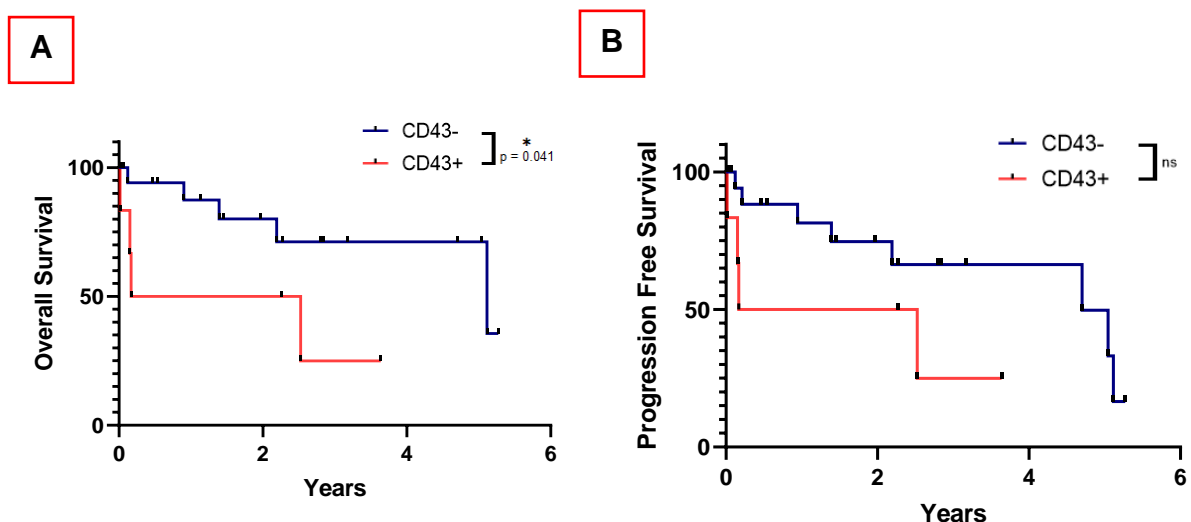 A
CD43-
CD43+
*
p = 0.041
Overall Survival
100
50
0
0 2 4 6
Years
B
CD43-
CD43+
ns
Progression Free Survival
100
50
0
0 2 4 6
Years